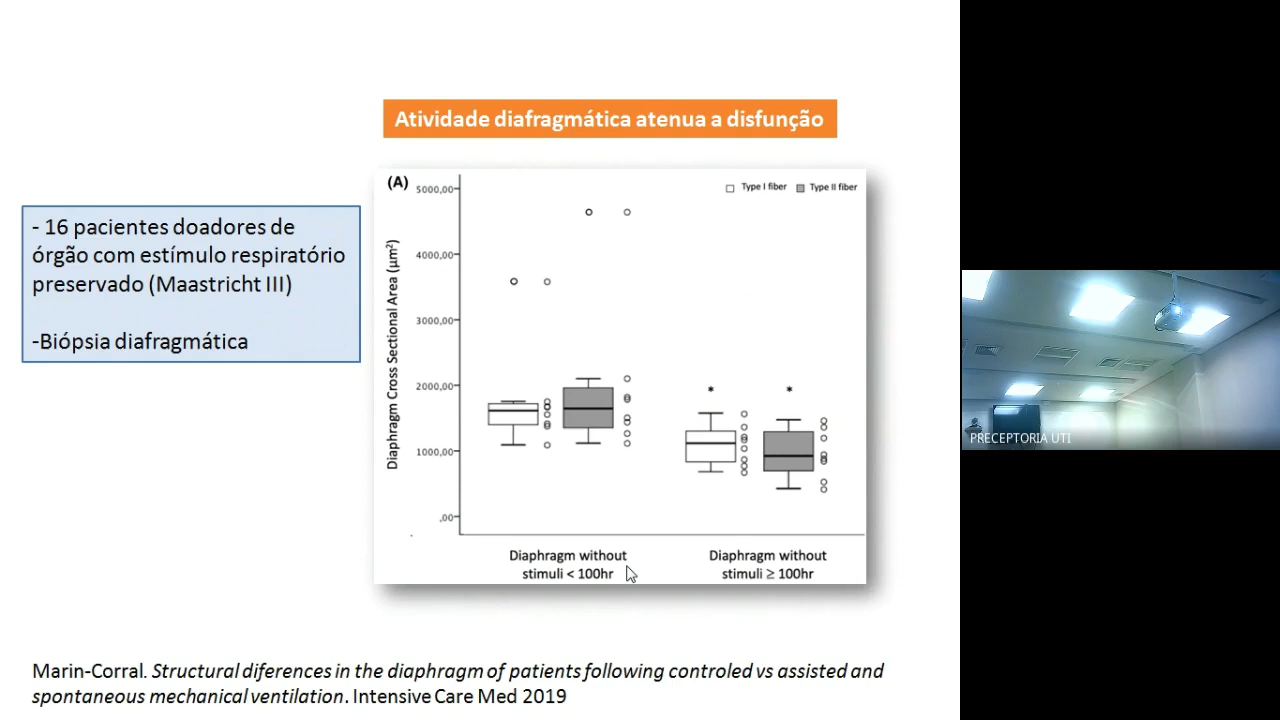 Atividade diafragmática atenua a disfunção
- 16 pacientes doadores de
órgão com estímulo respiratório
preservado (Maastricht III)
-Biópsia diafragmática
(A)
Type I fiber
Type II fiber
Diaphragm Cross Sectional Area (µm²)
5000,00
4000,00
3000,00
2000,00
1000,00
,00
*
*
Diaphragm without
stimuli < 100hr
Diaphragm without
stimuli ≥ 100hr
Marin-Corral. Structural diferences in the diaphragm of patients following controled vs assisted and
spontaneous mechanical ventilation. Intensive Care Med 2019
PRECEPTORIA UTI